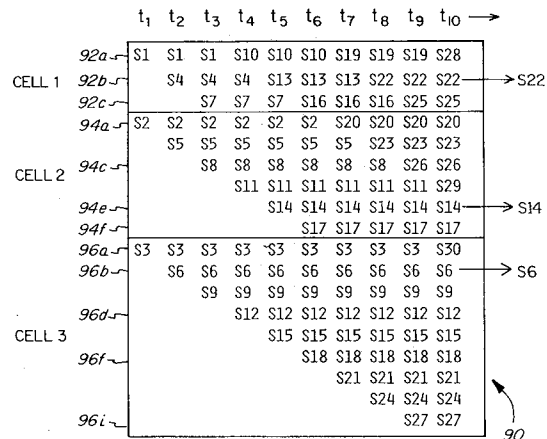 t1 t2 t3 t4 t5 t6 t7 t8 t9 t10
92a S1 S1 S1 S10 S10 S10 S19 S19 S19 S28
CELL 1 92b S4 S4 S4 S13 S13 S13 S22 S22 S22 S22
92c S7 S7 S7 S16 S16 S16 S25 S25
94a S2 S2 S2 S2 S2 S2 S20 S20 S20 S20
S5 S5 S5 S5 S5 S5 S23 S23 S23
94c S8 S8 S8 S8 S8 S8 S26 S26
CELL 2 S11 S11 S11 S11 S11 S11 S29
94e S14 S14 S14 S14 S14 S14 S14
94f S17 S17 S17 S17 S17
96a S3 S3 S3 S3 S3 S3 S3 S3 S3 S30
96b S6 S6 S6 S6 S6 S6 S6 S6 S6 S6
S9 S9 S9 S9 S9 S9 S9 S9
96d S12 S12 S12 S12 S12 S12 S12
CELL 3 S15 S15 S15 S15 S15 S15
96f S18 S18 S18 S18 S18
S21 S21 S21 S21
S24 S24 S24
96i S27 S27
90